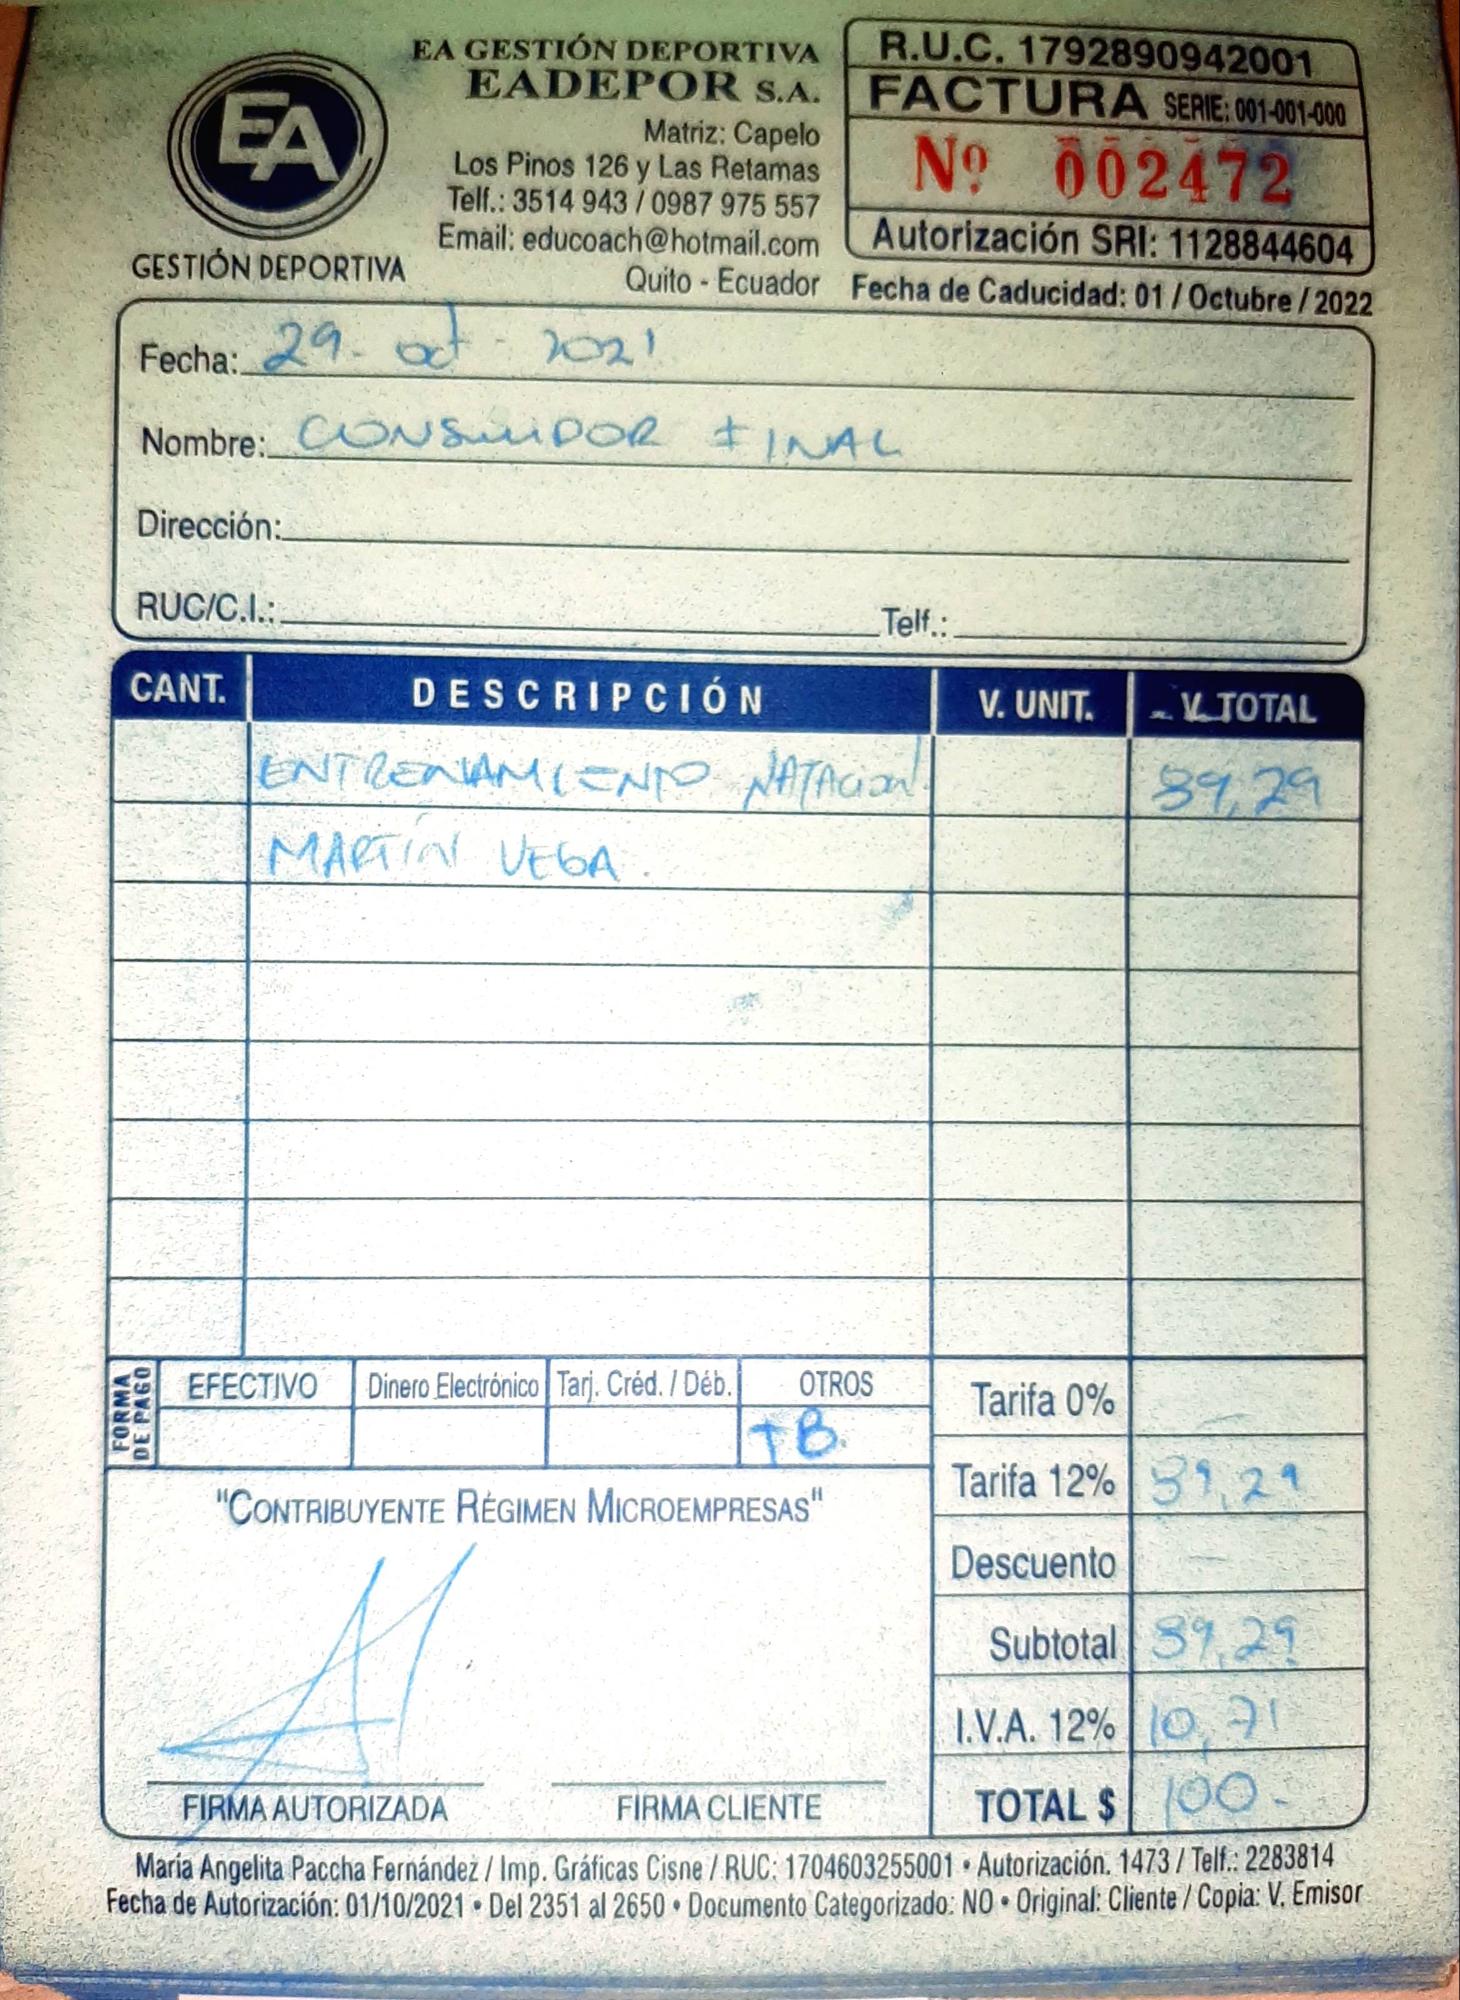 EA
GESTIÓN DEPORTIVA
EA GESTIÓN DEPORTIVA
EADEPOR S.A.
Matriz: Capelo
Los Pinos 126 y Las Retamas
Telf.: 3514 943 / 0987 975 557
Email: educoach@hotmail.com
Quito - Ecuador
R.U.C. 1792890942001
FACTURA SERIE: 001-001-000
Nº 002472
Autorización SRI: 1128844604
Fecha de Caducidad: 01 / Octubre / 2022
Fecha: 29 - oct - 2021
Nombre: CONSUMIDOR FINAL
Dirección:
RUC/C.I.: Telf.:
CANT. DESCRIPCIÓN V. UNIT. V. TOTAL
ENTRENAMIENTO NATACION 89,29
MARTÍN VEGA.
FORMA DE PAGO EFECTIVO Dinero Electrónico Tarj. Créd. / Déb. OTROS
TB.
Tarifa 0% —
Tarifa 12% 89,29
Descuento —
Subtotal 89,29
I.V.A. 12% 10,71
TOTAL $ 100.-
"CONTRIBUYENTE RÉGIMEN MICROEMPRESAS"
FIRMA AUTORIZADA FIRMA CLIENTE
María Angelita Paccha Fernández / Imp. Gráficas Cisne / RUC: 1704603255001 • Autorización. 1473 / Telf.: 2283814
Fecha de Autorización: 01/10/2021 • Del 2351 al 2650 • Documento Categorizado: NO • Original: Cliente / Copia: V. Emisor